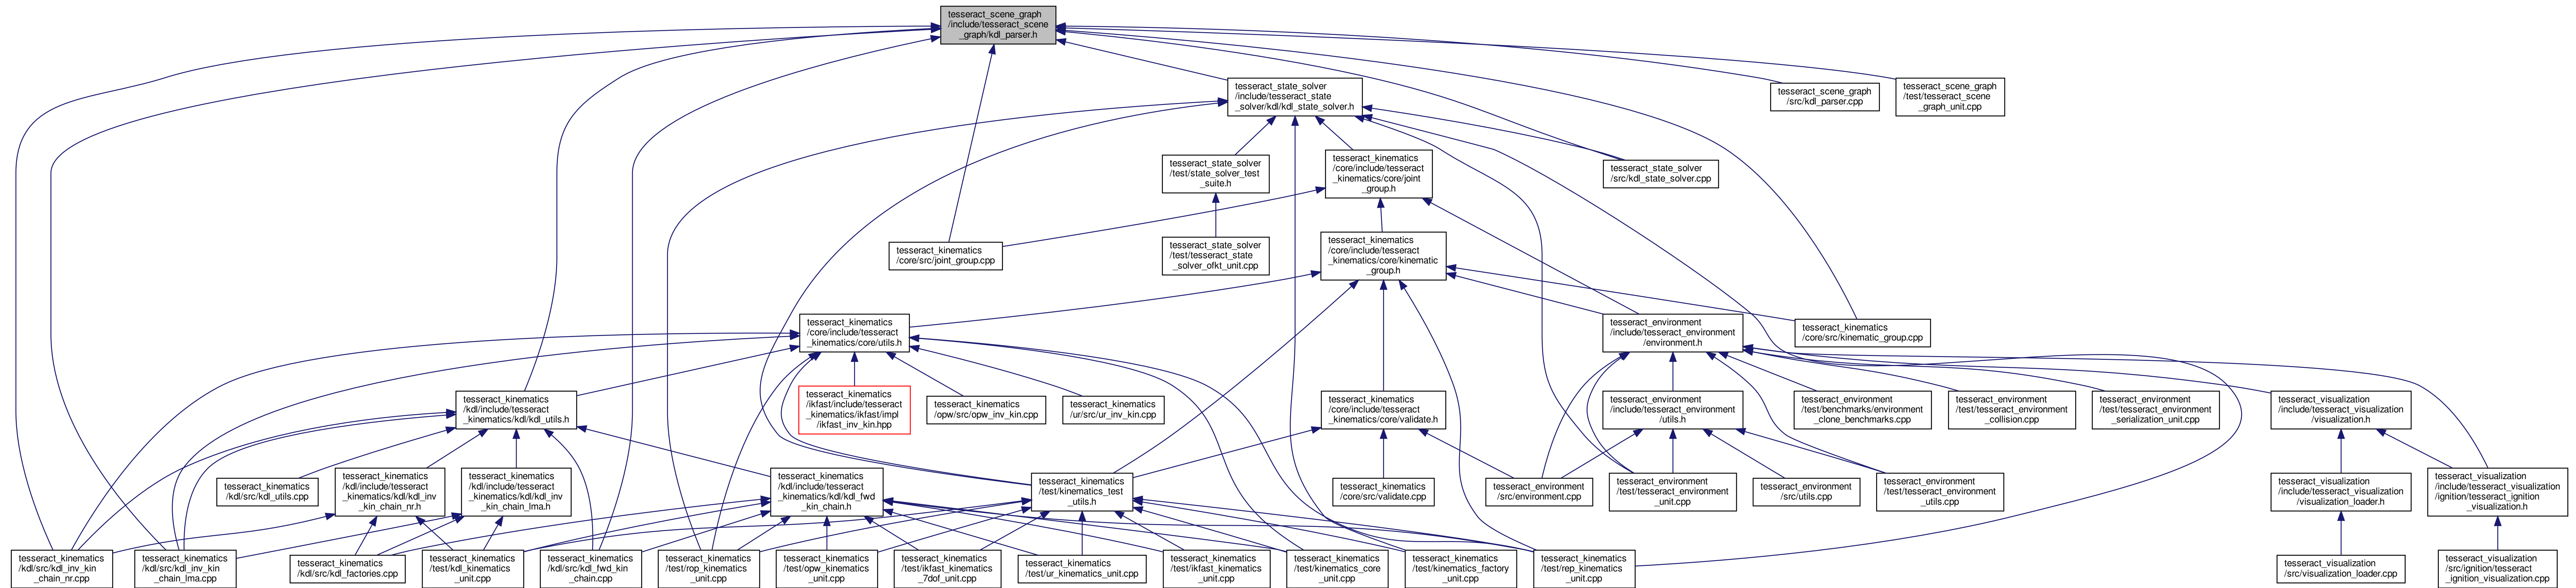 tesseract_scene_graph
/include/tesseract_scene
_graph/kdl_parser.h
tesseract_state_solver
/include/tesseract_state
_solver/kdl/kdl_state_solver.h
tesseract_scene_graph
/src/kdl_parser.cpp
tesseract_scene_graph
/test/tesseract_scene
_graph_unit.cpp
tesseract_state_solver
/test/state_solver_test
_suite.h
tesseract_kinematics
/core/include/tesseract
_kinematics/core/joint
_group.h
tesseract_state_solver
/src/kdl_state_solver.cpp
tesseract_kinematics
/core/src/joint_group.cpp
tesseract_state_solver
/test/tesseract_state
_solver_ofkt_unit.cpp
tesseract_kinematics
/core/include/tesseract
_kinematics/core/kinematic
_group.h
tesseract_kinematics
/core/include/tesseract
_kinematics/core/utils.h
tesseract_environment
/include/tesseract_environment
/environment.h
tesseract_kinematics
/core/src/kinematic_group.cpp
tesseract_kinematics
/kdl/include/tesseract
_kinematics/kdl/kdl_utils.h
tesseract_kinematics
/ikfast/include/tesseract
_kinematics/ikfast/impl
/ikfast_inv_kin.hpp
tesseract_kinematics
/opw/src/opw_inv_kin.cpp
tesseract_kinematics
/ur/src/ur_inv_kin.cpp
tesseract_kinematics
/core/include/tesseract
_kinematics/core/validate.h
tesseract_environment
/include/tesseract_environment
/utils.h
tesseract_environment
/test/benchmarks/environment
_clone_benchmarks.cpp
tesseract_environment
/test/tesseract_environment
_collision.cpp
tesseract_environment
/test/tesseract_environment
_serialization_unit.cpp
tesseract_visualization
/include/tesseract_visualization
/visualization.h
tesseract_kinematics
/kdl/src/kdl_utils.cpp
tesseract_kinematics
/kdl/include/tesseract
_kinematics/kdl/kdl_inv
_kin_chain_nr.h
tesseract_kinematics
/kdl/include/tesseract
_kinematics/kdl/kdl_inv
_kin_chain_lma.h
tesseract_kinematics
/kdl/include/tesseract
_kinematics/kdl/kdl_fwd
_kin_chain.h
tesseract_kinematics
/test/kinematics_test
_utils.h
tesseract_kinematics
/core/src/validate.cpp
tesseract_environment
/src/environment.cpp
tesseract_environment
/test/tesseract_environment
_unit.cpp
tesseract_environment
/src/utils.cpp
tesseract_environment
/test/tesseract_environment
_utils.cpp
tesseract_visualization
/include/tesseract_visualization
/visualization_loader.h
tesseract_visualization
/include/tesseract_visualization
/ignition/tesseract_ignition
_visualization.h
tesseract_kinematics
/kdl/src/kdl_inv_kin
_chain_nr.cpp
tesseract_kinematics
/kdl/src/kdl_inv_kin
_chain_lma.cpp
tesseract_kinematics
/kdl/src/kdl_factories.cpp
tesseract_kinematics
/test/kdl_kinematics
_unit.cpp
tesseract_kinematics
/kdl/src/kdl_fwd_kin
_chain.cpp
tesseract_kinematics
/test/rop_kinematics
_unit.cpp
tesseract_kinematics
/test/opw_kinematics
_unit.cpp
tesseract_kinematics
/test/ikfast_kinematics
_7dof_unit.cpp
tesseract_kinematics
/test/ur_kinematics_unit.cpp
tesseract_kinematics
/test/ikfast_kinematics
_unit.cpp
tesseract_kinematics
/test/kinematics_core
_unit.cpp
tesseract_kinematics
/test/kinematics_factory
_unit.cpp
tesseract_kinematics
/test/rep_kinematics
_unit.cpp
tesseract_visualization
/src/visualization_loader.cpp
tesseract_visualization
/src/ignition/tesseract
_ignition_visualization.cpp